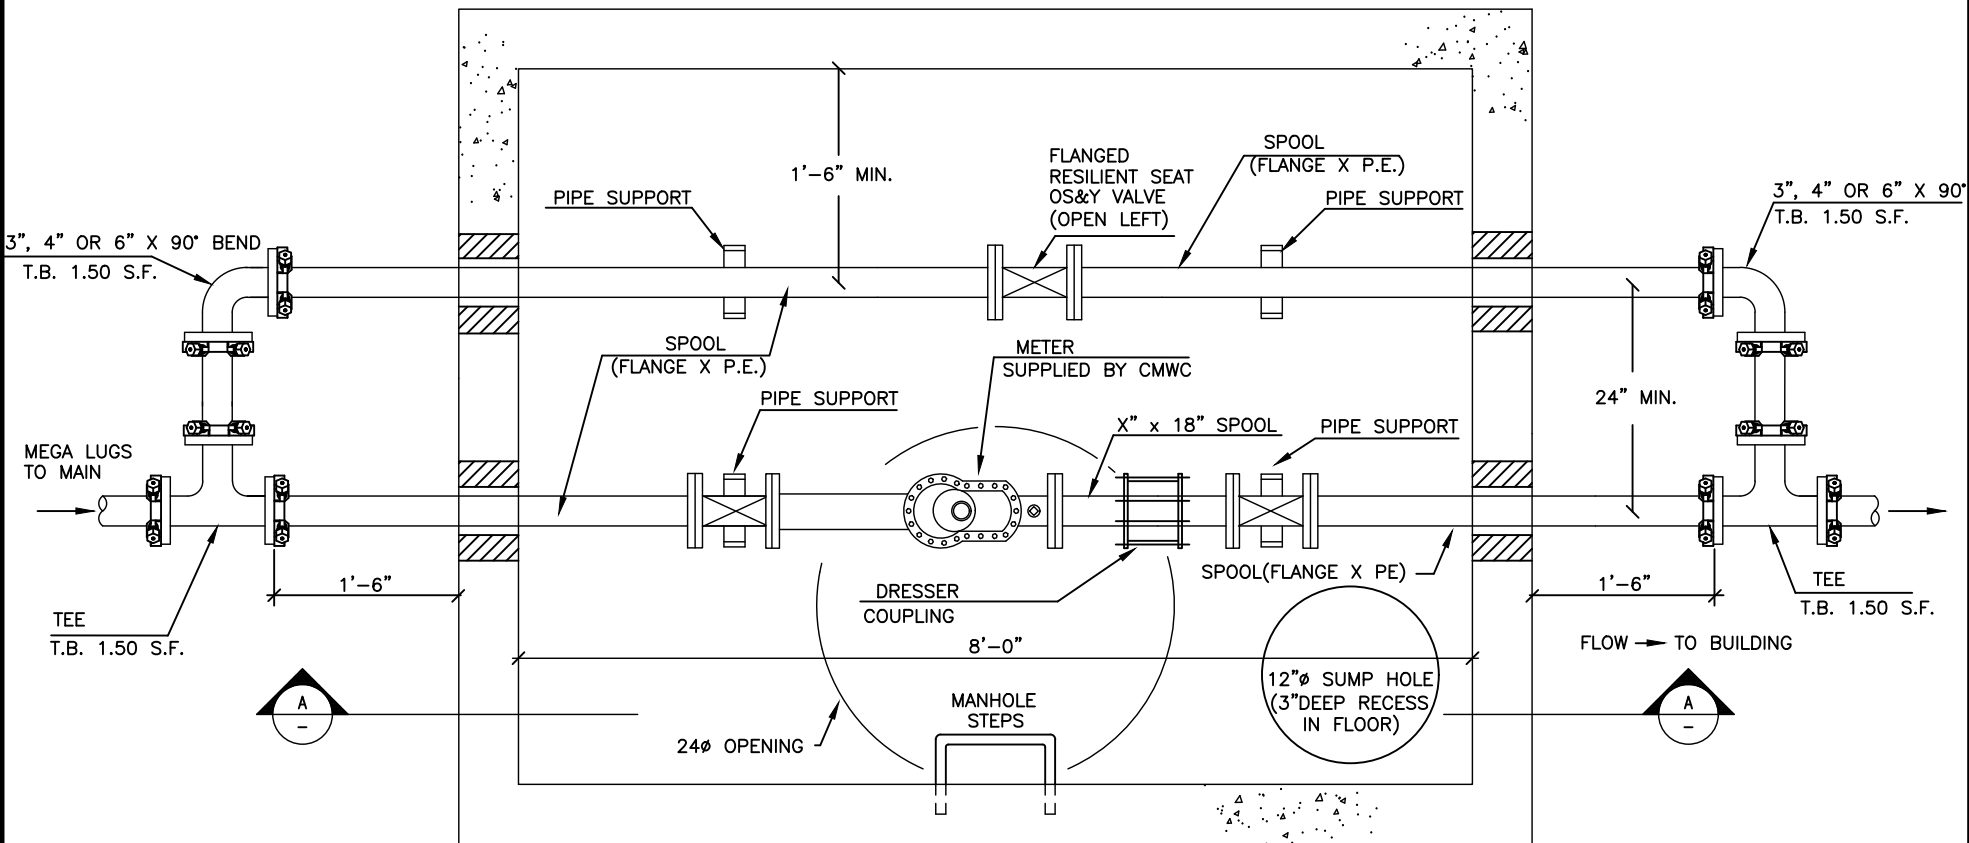 1'-6" MIN.
FLANGED
RESILIENT SEAT
OS&Y VALVE
(OPEN LEFT)
SPOOL
(FLANGE X P.E.)
PIPE SUPPORT
PIPE SUPPORT
3", 4" OR 6" X 90°
T.B. 1.50 S.F.
3", 4" OR 6" X 90° BEND
T.B. 1.50 S.F.
SPOOL
(FLANGE X P.E.)
METER
SUPPLIED BY CMWC
24" MIN.
PIPE SUPPORT
X" x 18" SPOOL
PIPE SUPPORT
MEGA LUGS
TO MAIN
1'-6"
DRESSER
COUPLING
SPOOL(FLANGE X PE)
1'-6"
TEE
T.B. 1.50 S.F.
TEE
T.B. 1.50 S.F.
8'-0"
FLOW TO BUILDING
12"ø SUMP HOLE
(3"DEEP RECESS
IN FLOOR)
A
-
MANHOLE
STEPS
A
-
24ø OPENING